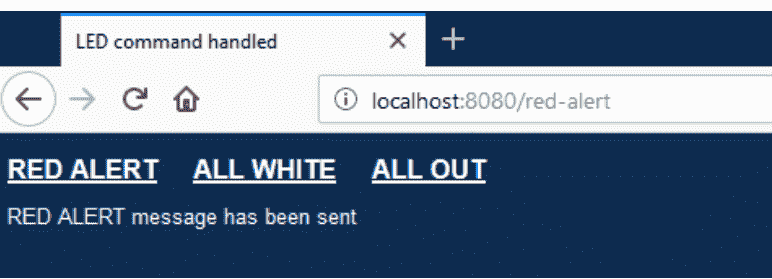 LED command handled
localhost:8080/red-alert
RED ALERT ALL WHITE ALL OUT
RED ALERT message has been sent